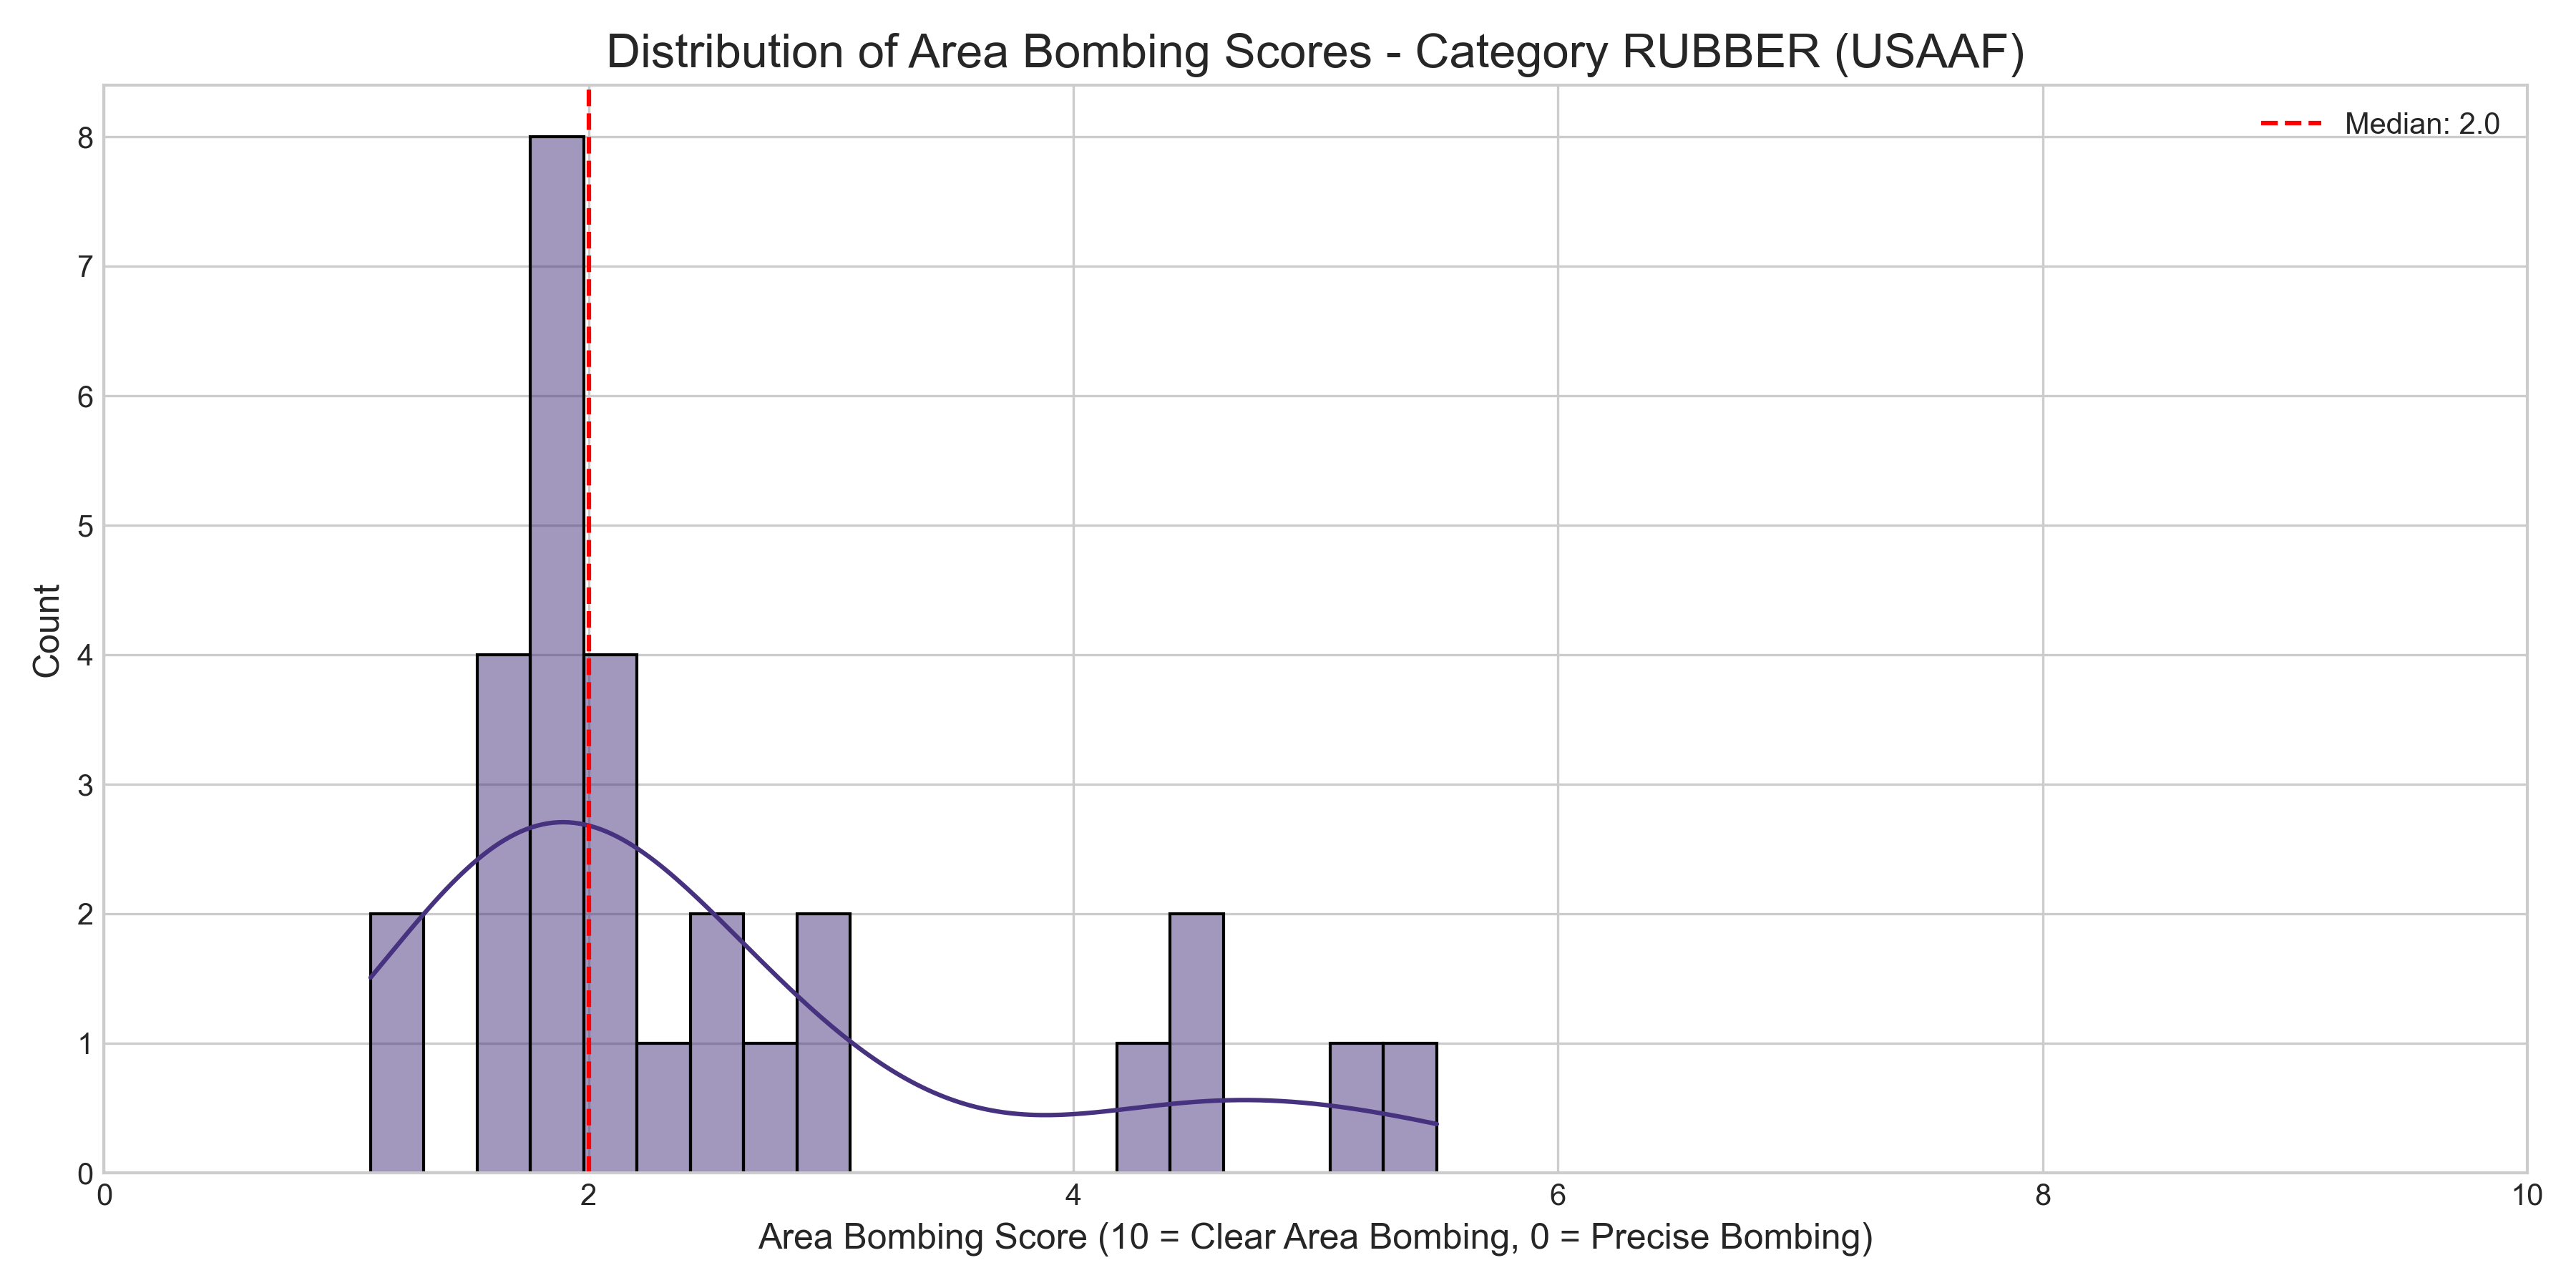 Distribution of Area Bombing Scores - Category RUBBER (USAAF)
Median: 2.0
8
7
6
5
4
3
2
1
0
Count
0 2 4 6 8 10
Area Bombing Score (10 = Clear Area Bombing, 0 = Precise Bombing)